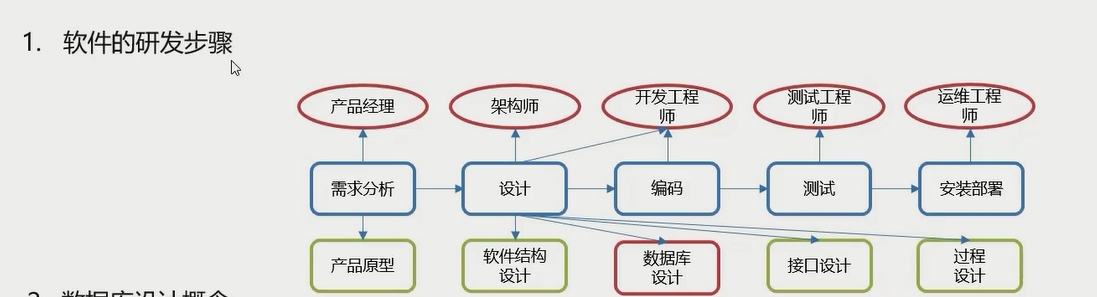 1. 软件的研发步骤
产品经理
架构师
开发工程
师
测试工程
师
运维工程
师
需求分析
设计
编码
测试
安装部署
产品原型
软件结构
设计
数据库
设计
接口设计
过程
设计
2. 数据库设计概念